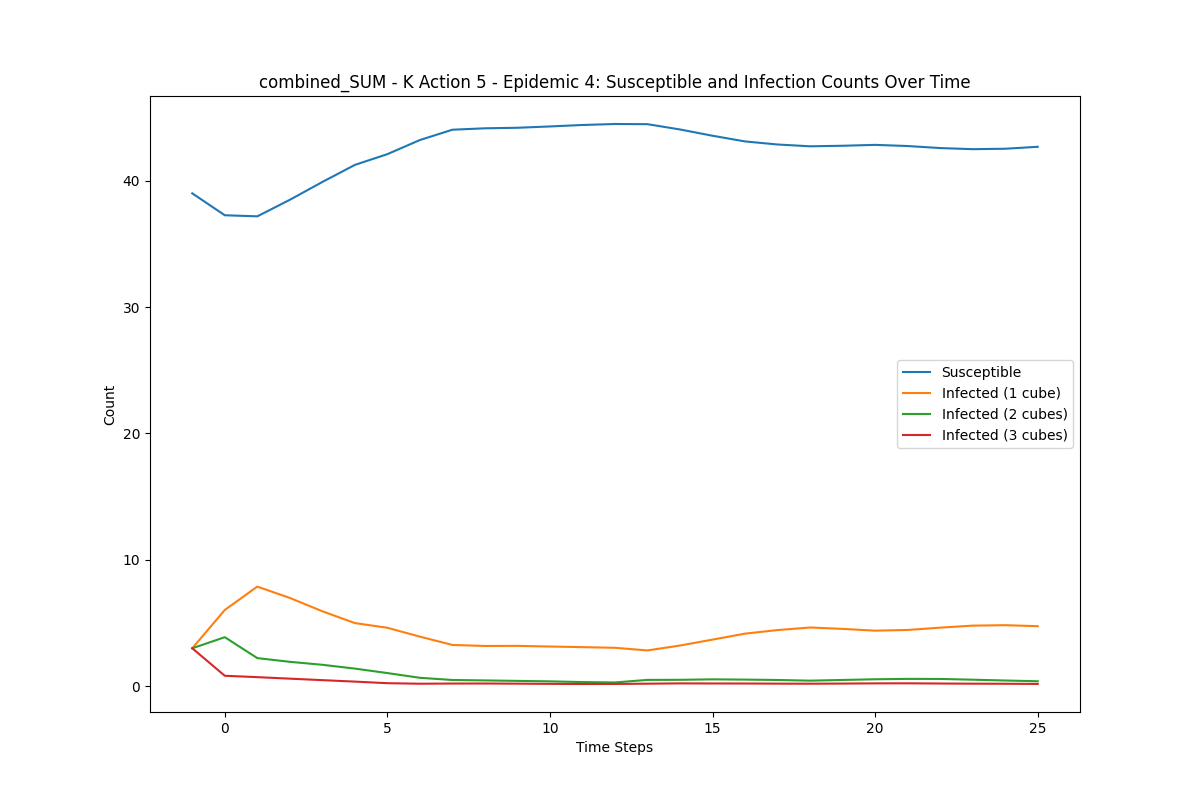 combined_SUM - K Action 5 - Epidemic 4: Susceptible and Infection Counts Over Time
Count
40
30
20
10
0
Susceptible
Infected (1 cube)
Infected (2 cubes)
Infected (3 cubes)
0 5 10 15 20 25
Time Steps